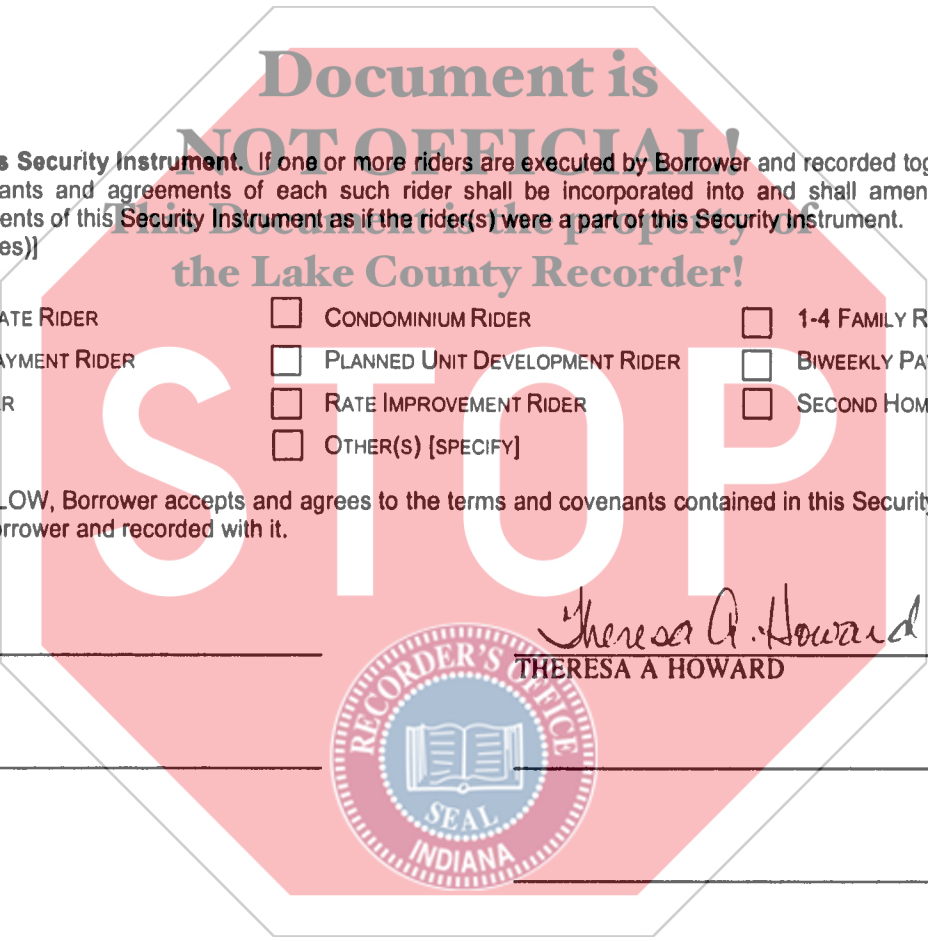 Document is
NOT OFFICIAL!
s Security Instrument. If one or more riders are executed by Borrower and recorded tog
ants and agreements of each such rider shall be incorporated into and shall amen
ents of this Security Instrument as if the rider(s) were a part of this Security Instrument.
This Document is the property of
es)]
the Lake County Recorder!
ATE RIDER CONDOMINIUM RIDER 1-4 FAMILY R
AYMENT RIDER PLANNED UNIT DEVELOPMENT RIDER BIWEEKLY PA
R RATE IMPROVEMENT RIDER SECOND HOM
OTHER(S) [SPECIFY]
STOP
LOW, Borrower accepts and agrees to the terms and covenants contained in this Security
orrower and recorded with it.
Theresa A. Howard
THERESA A HOWARD
RECORDER'S OFFICE
SEAL
INDIANA